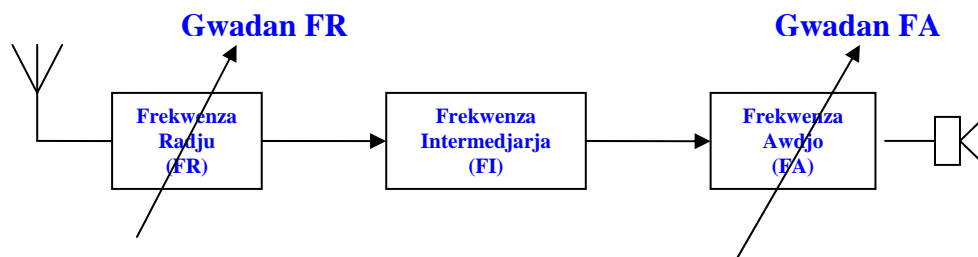 Gwadan FR
Gwadan FA
Frekwenza
Radju
(FR)
Frekwenza
Intermedjarja
(FI)
Frekwenza
Awdjo
(FA)